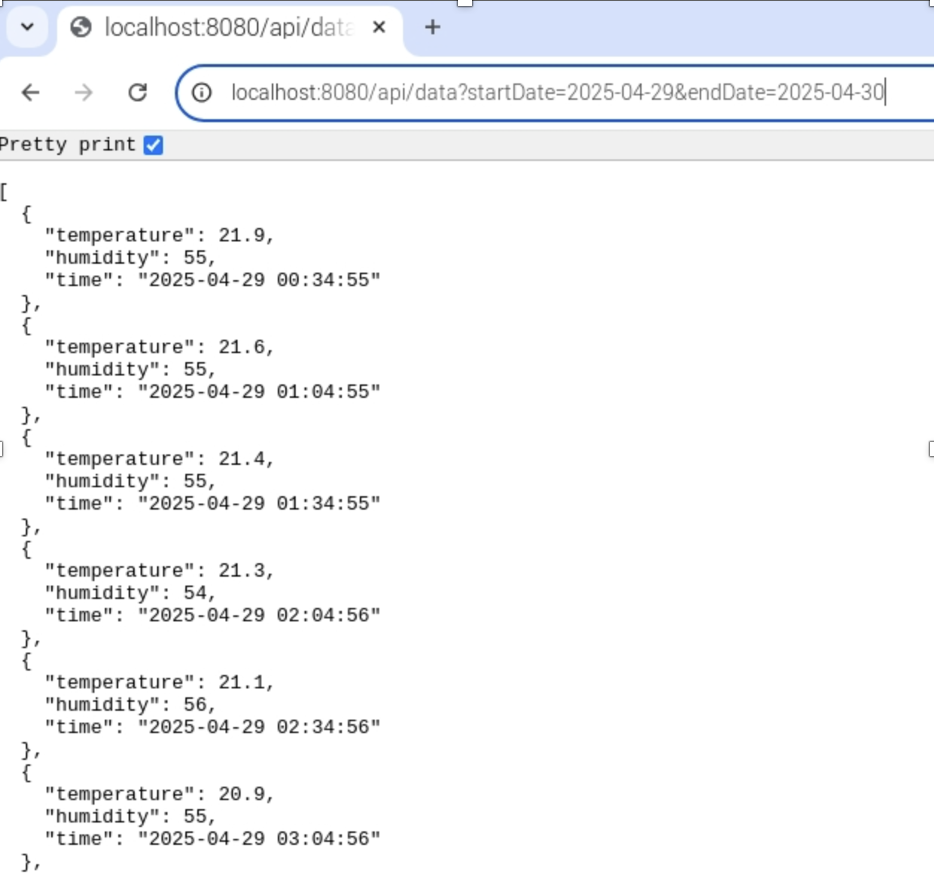 localhost:8080/api/data
localhost:8080/api/data?startDate=2025-04-29&endDate=2025-04-30
Pretty print
[
  {
    "temperature": 21.9,
    "humidity": 55,
    "time": "2025-04-29 00:34:55"
  },
  {
    "temperature": 21.6,
    "humidity": 55,
    "time": "2025-04-29 01:04:55"
  },
  {
    "temperature": 21.4,
    "humidity": 55,
    "time": "2025-04-29 01:34:55"
  },
  {
    "temperature": 21.3,
    "humidity": 54,
    "time": "2025-04-29 02:04:56"
  },
  {
    "temperature": 21.1,
    "humidity": 56,
    "time": "2025-04-29 02:34:56"
  },
  {
    "temperature": 20.9,
    "humidity": 55,
    "time": "2025-04-29 03:04:56"
  },